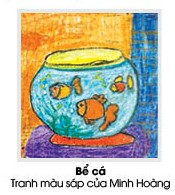 Bể cá
Tranh màu sáp của Minh Hoàng